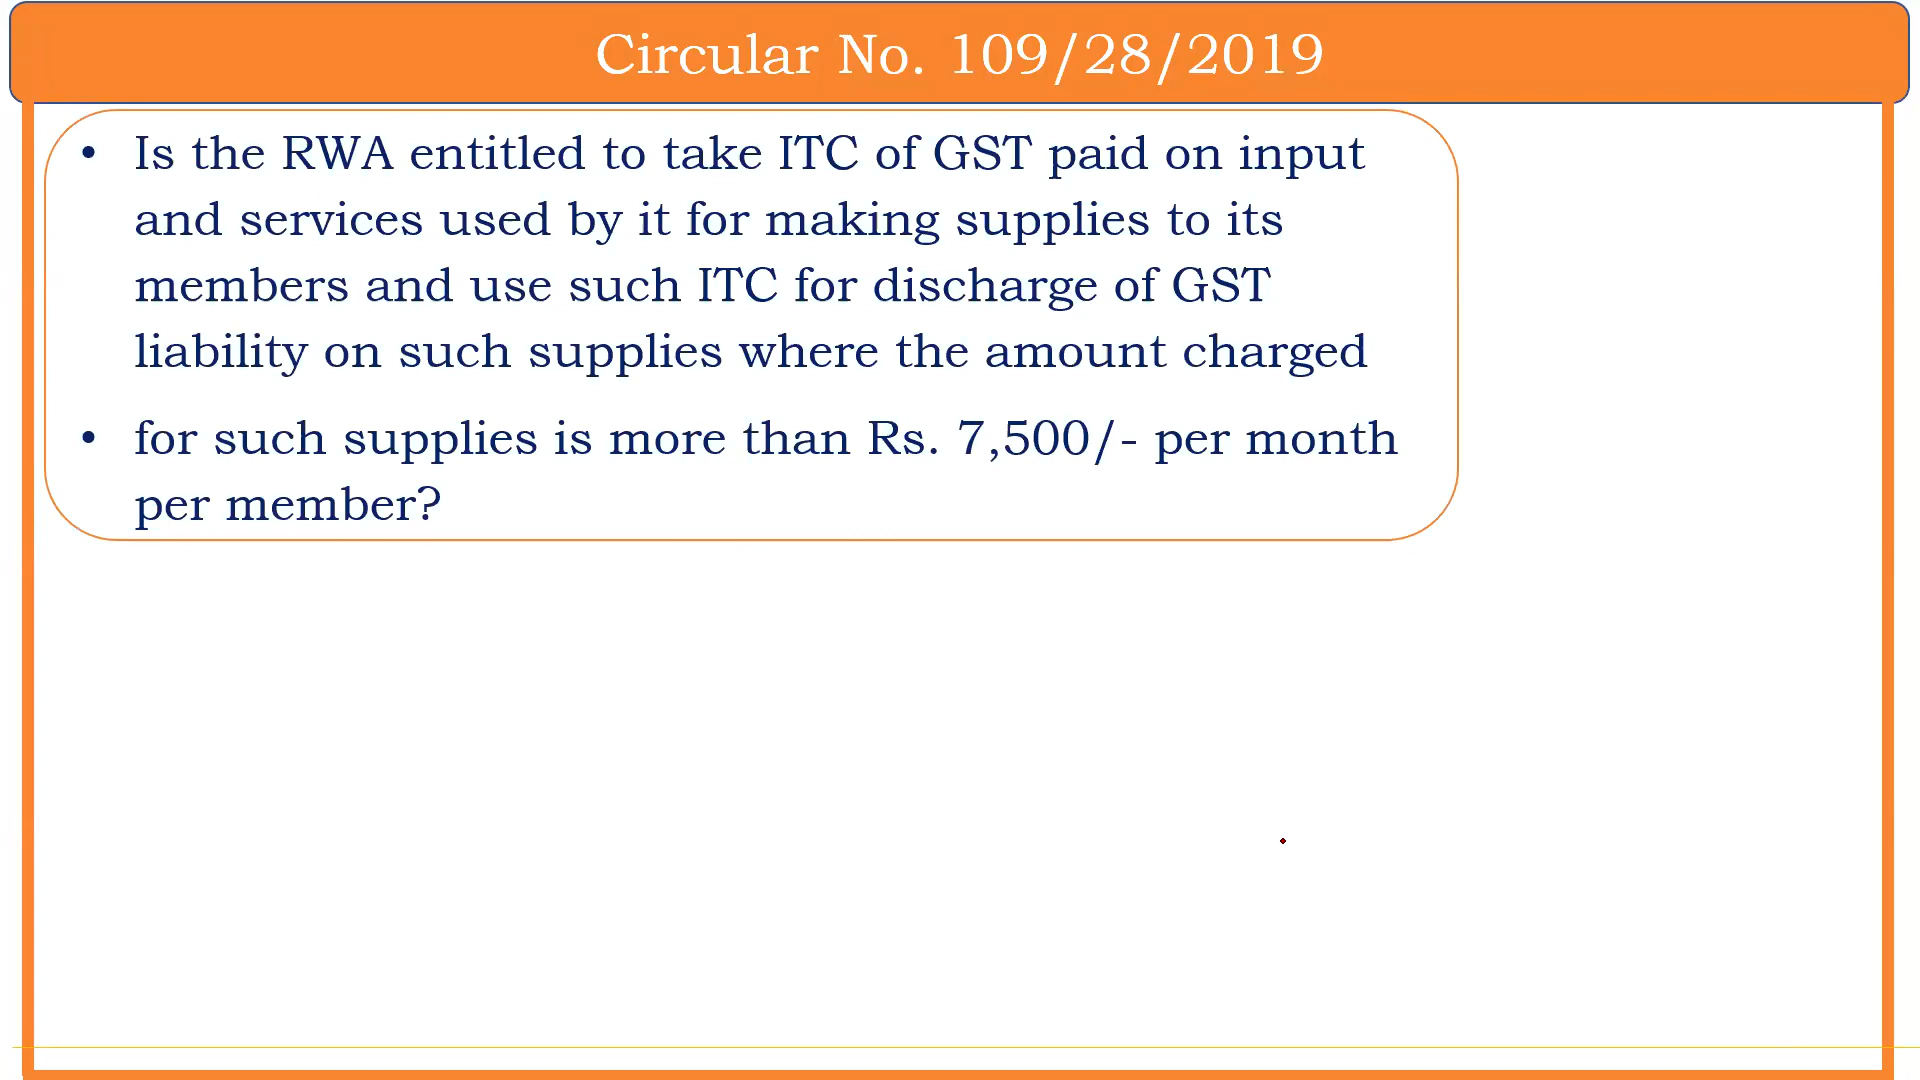 Circular No. 109/28/2019
• Is the RWA entitled to take ITC of GST paid on input
and services used by it for making supplies to its
members and use such ITC for discharge of GST
liability on such supplies where the amount charged
• for such supplies is more than Rs. 7,500/- per month
per member?